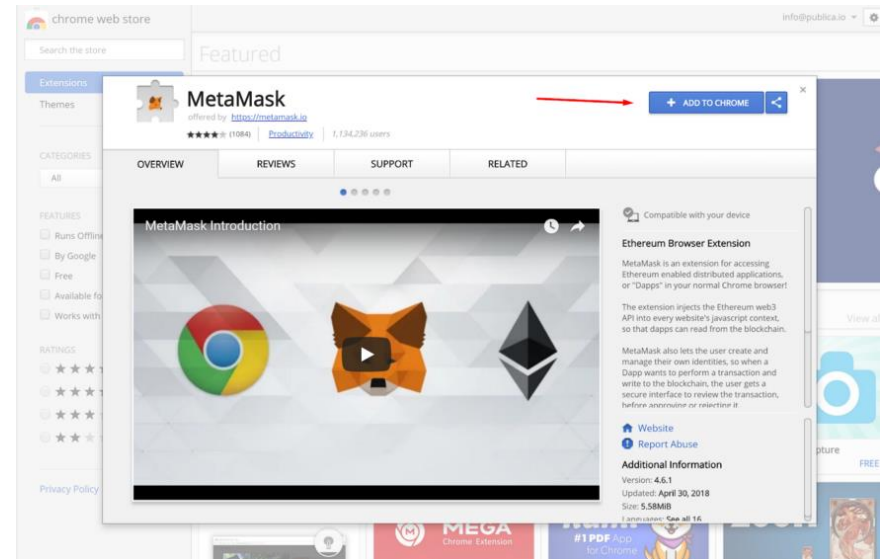 chrome web store
info@publica.io
Search the store
Featured
Extensions
Themes
MetaMask
offered by https://metamask.io
(1084) Productivity 1,134,236 users
ADD TO CHROME
OVERVIEW REVIEWS SUPPORT RELATED
CATEGORIES
All
FEATURES
Runs Offline
By Google
Free
Available fo
Works with
RATINGS
Privacy Policy
MetaMask Introduction
Compatible with your device
Ethereum Browser Extension
MetaMask is an extension for accessing
Ethereum enabled distributed applications,
or "Dapps" in your normal Chrome browser!
The extension injects the Ethereum web3
API into every website's javascript context,
so that dapps can read from the blockchain.
MetaMask also lets the user create and
manage their own identities, so when a
Dapp wants to perform a transaction and
write to the blockchain, the user gets a
secure interface to review the transaction,
before approving or rejecting it
Website
Report Abuse
Additional Information
Version: 4.6.1
Updated: April 30, 2018
Size: 5.58MiB
Languages: See all 16
View al
pture
FREE
MEGA
Chrome Extension
#1 PDF App
for Chrome